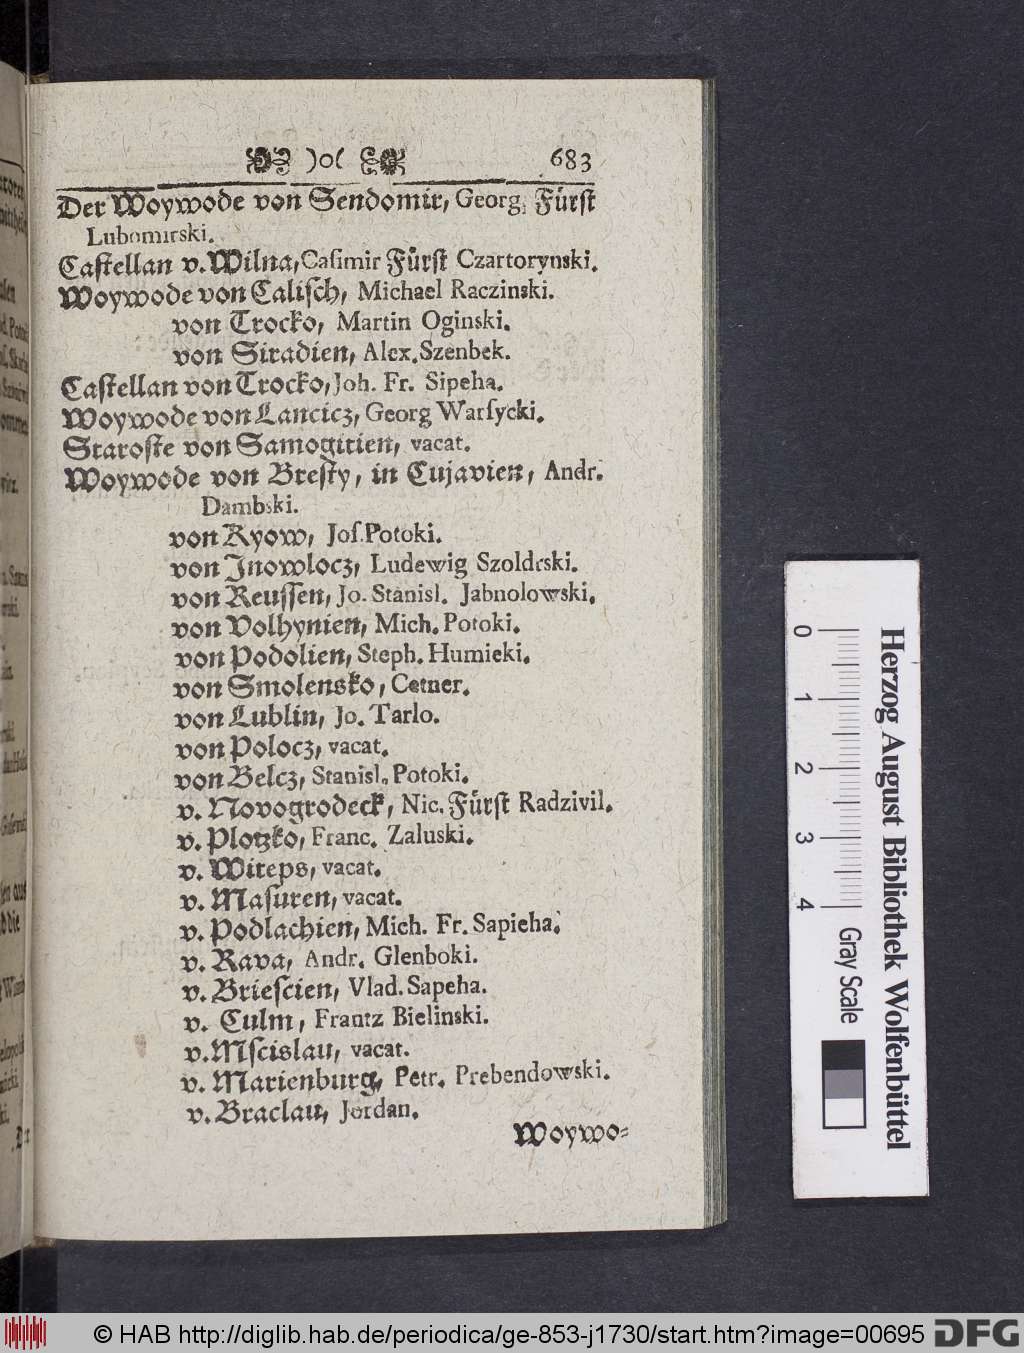 )o( 683
Der Woywode von Sendomir, Georg, Fürst
Lubomirski.
Castellan v. Wilna, Casimir Fürst Czartorynski.
Woywode von Calisch, Michael Raczinski.
von Trocko, Martin Oginski.
von Siradien, Alex. Szenbek.
Castellan von Trocko, Joh. Fr. Sipeha.
Woywode von Lancicz, Georg Warsycki.
Staroste von Samogitien, vacat.
Woywode von Bresty, in Cujavien, Andr.
Dambski.
von Kyow, Jos. Potoki.
von Jnowlocz, Ludewig Szoldrski.
von Reussen, Jo. Stanisl. Jabnolowski.
von Volhynien, Mich. Potoki.
von Podolien, Steph. Humieki.
von Smolensko, Cetner.
von Lublin, Jo. Tarlo.
von Polocz, vacat.
von Belcz, Stanisl. Potoki.
v. Novogrodeck, Nic. Fürst Radzivil.
v. Plotzko, Franc. Zaluski.
v. Witeps, vacat.
v. Masuren, vacat.
v. Podlachien, Mich. Fr. Sapieha.
v. Rava, Andr. Glenboki.
v. Briescien, Vlad. Sapeha.
v. Culm, Frantz Bielinski.
v. Mscislau, vacat.
v. Marienburg, Petr. Prebendowski.
v. Braclau, Jordan.
Woywo=
Herzog August Bibliothek Wolfenbüttel
0 1 2 3 4 Gray Scale
© HAB http://diglib.hab.de/periodica/ge-853-j1730/start.htm?image=00695 DFG